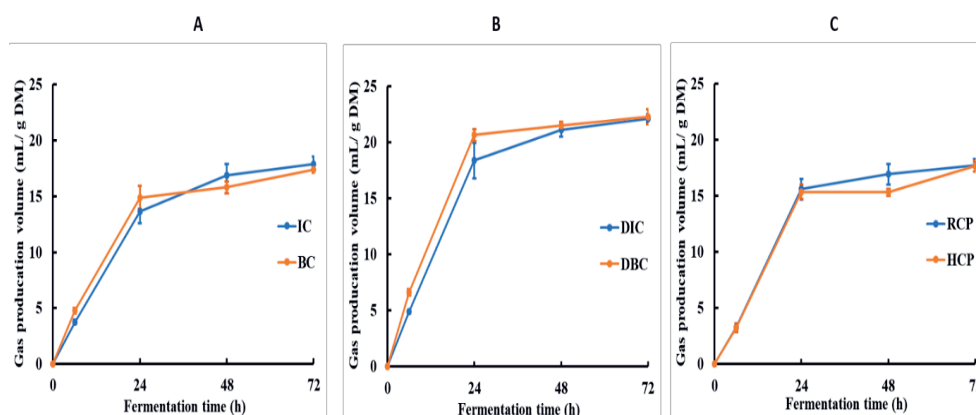 A
B
C
Gas producation volume (mL/ g DM)
25
20
15
10
5
0
IC
BC
0
24
48
72
Fermentation time (h)
Gas producation volume (mL/ g DM)
25
20
15
10
5
0
DIC
DBC
0
24
48
72
Fermentation time (h)
Gas producation volume (mL/ g DM)
25
20
15
10
5
0
RCP
HCP
0
24
48
7
Fermentation time (h)